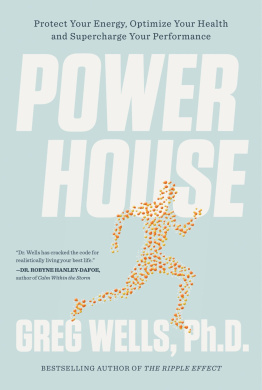 Protect Your Energy, Optimize Your Health
and Supercharge Your Performance
POWER
HOUSE
"Dr. Wells has cracked the code for
realistically living your best life."
—DR. ROBYNE HANLEY-DAFOE,
author of Calm Within the Storm
GREG WELLS, Ph.D.
BESTSELLING AUTHOR OF THE RIPPLE EFFECT